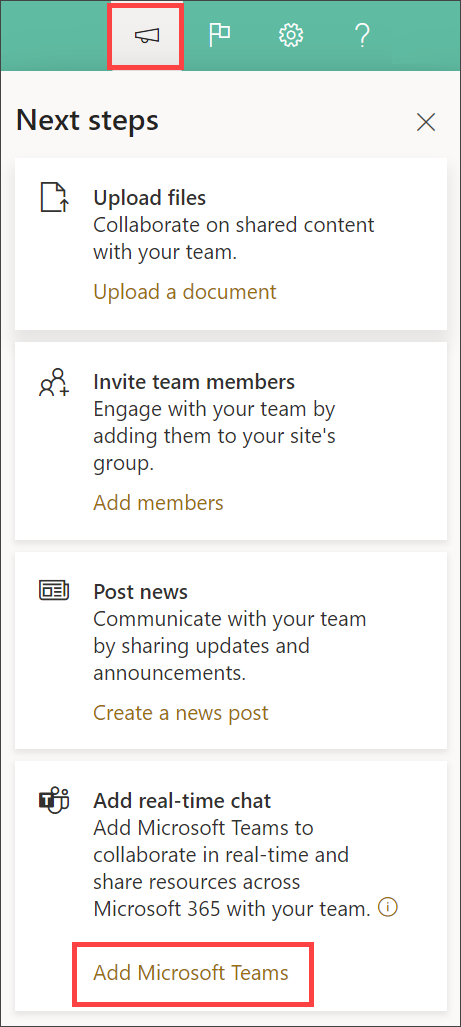 Next steps
Upload files
Collaborate on shared content
with your team.
Upload a document
Invite team members
Engage with your team by
adding them to your site's
group.
Add members
Post news
Communicate with your team
by sharing updates and
announcements.
Create a news post
Add real-time chat
Add Microsoft Teams to
collaborate in real-time and
share resources across
Microsoft 365 with your team.
Add Microsoft Teams